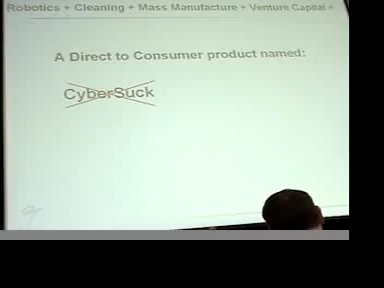 Robotics + Cleaning + Mass Manufacture + Venture Capital =
A Direct to Consumer product named:
CyberSuck